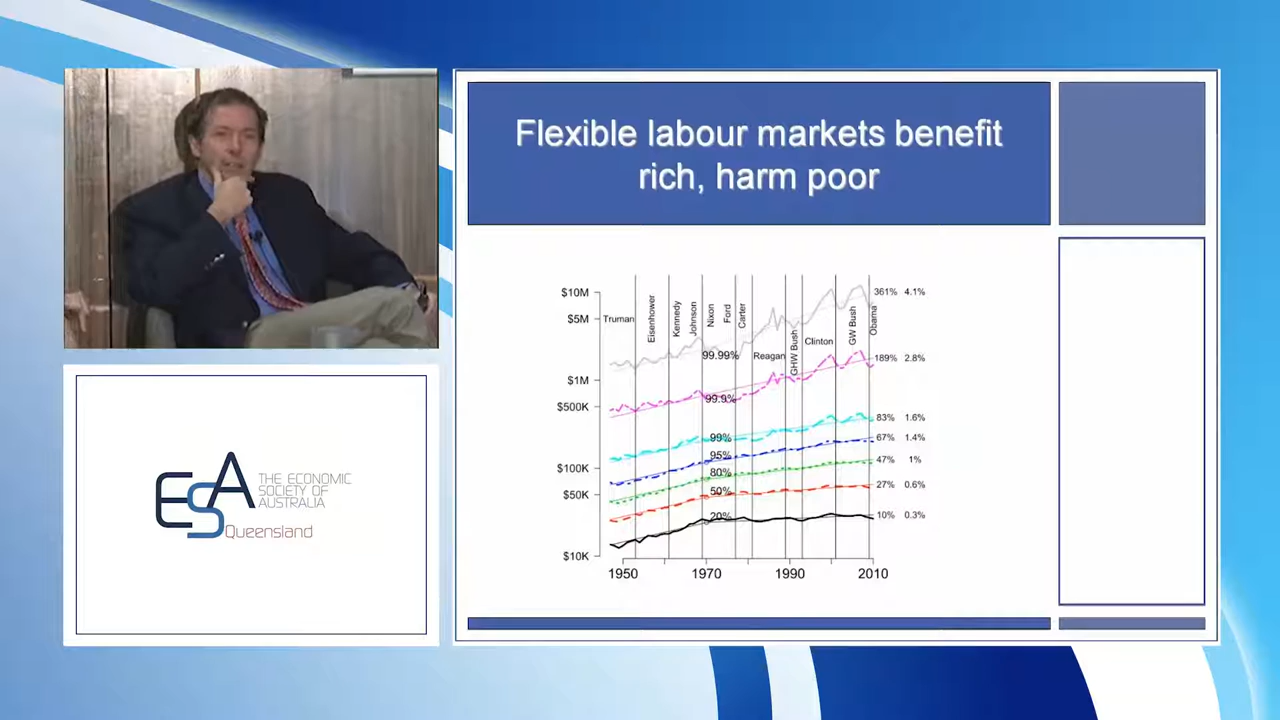 Flexible labour markets benefit
rich, harm poor
THE ECONOMIC
SOCIETY OF
AUSTRALIA
ESA
Queensland
$10M
$5M
$1M
$500K
$100K
$50K
$10K
Truman
Eisenhower
Kennedy
Johnson
Nixon
Ford
Carter
Reagan
GHW Bush
Clinton
GW Bush
Obama
99.99%
99.9%
99%
95%
80%
50%
20%
361% 4.1%
189% 2.8%
83% 1.6%
67% 1.4%
47% 1%
27% 0.6%
10% 0.3%
1950 1970 1990 2010